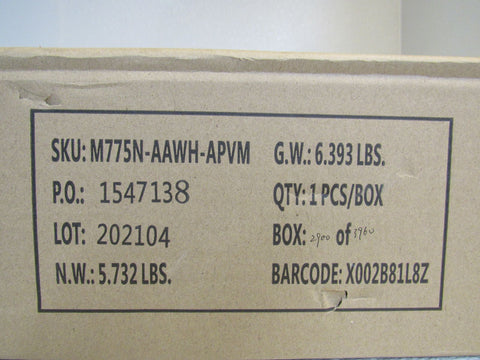 SKU: M775N-AAWH-APVM
P.O.: 1547138
LOT: 202104
N.W.: 5.732 LBS.
G.W.: 6.393 LBS.
QTY: 1 PCS/BOX
BOX: 2900 of 3960
BARCODE: X002B81L8Z